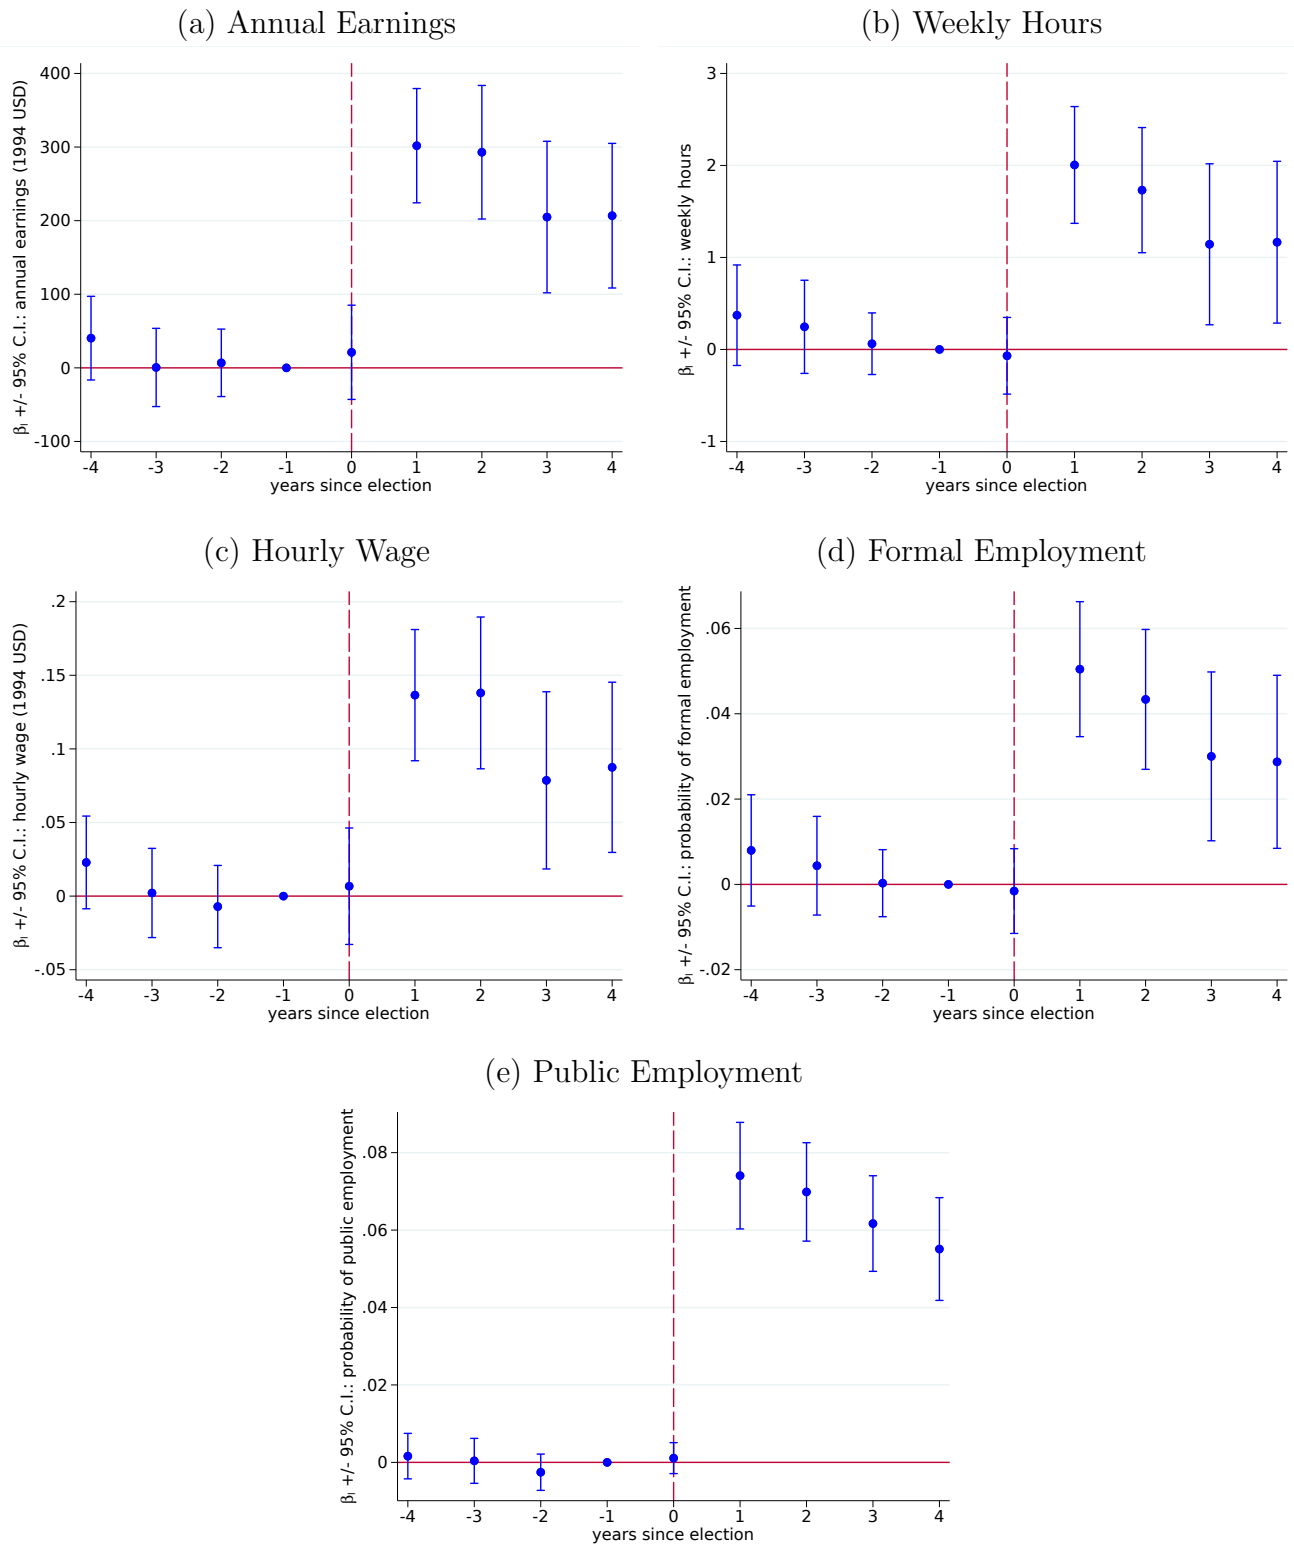 (a) Annual Earnings
β_l +/- 95% C.I.: annual earnings (1994 USD)
400
300
200
100
0
-100
-4 -3 -2 -1 0 1 2 3 4
years since election
(b) Weekly Hours
β_l +/- 95% C.I.: weekly hours
3
2
1
0
-1
-4 -3 -2 -1 0 1 2 3 4
years since election
(c) Hourly Wage
β_l +/- 95% C.I.: hourly wage (1994 USD)
.2
.15
.1
.05
0
-.05
-4 -3 -2 -1 0 1 2 3 4
years since election
(d) Formal Employment
β_l +/- 95% C.I.: probability of formal employment
.06
.04
.02
0
-.02
-4 -3 -2 -1 0 1 2 3 4
years since election
(e) Public Employment
β_l +/- 95% C.I.: probability of public employment
.08
.06
.04
.02
0
-4 -3 -2 -1 0 1 2 3 4
years since election